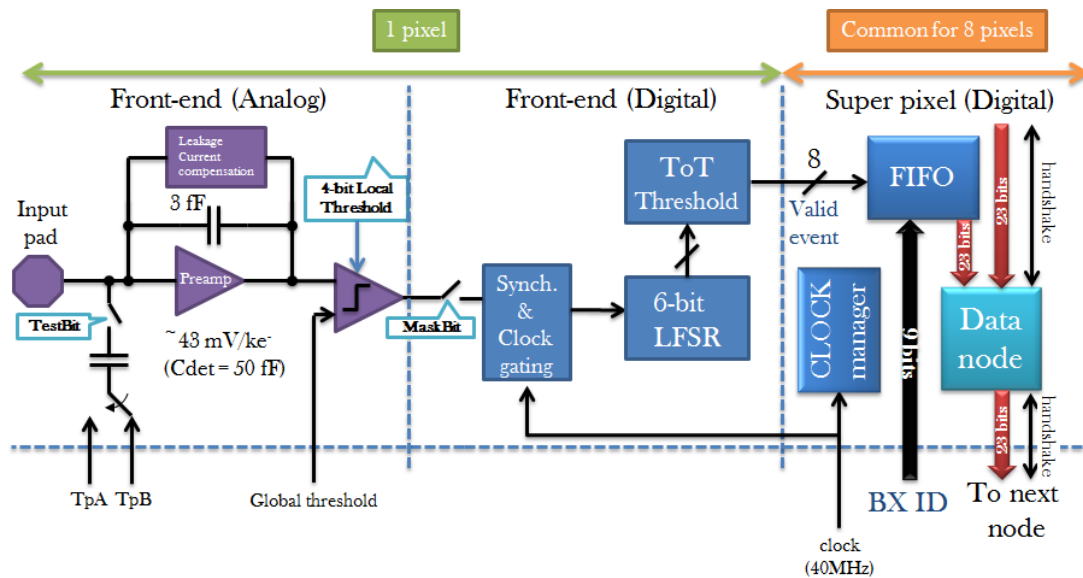 1 pixel
Common for 8 pixels
Front-end (Analog)
Front-end (Digital)
Super pixel (Digital)
Leakage
Current
compensation
3 fF
Input
pad
Preamp
TestBit
~43 mV/ke-
(Cdet = 50 fF)
TpA
TpB
4-bit Local
Threshold
Global threshold
MaskBit
Synch.
&
Clock
gating
6-bit
LFSR
ToT
Threshold
8
Valid
event
FIFO
CLOCK
manager
9 bits
BX ID
23 bits
23 bits
handshake
Data
node
23 bits
handshake
To next
node
clock
(40MHz)